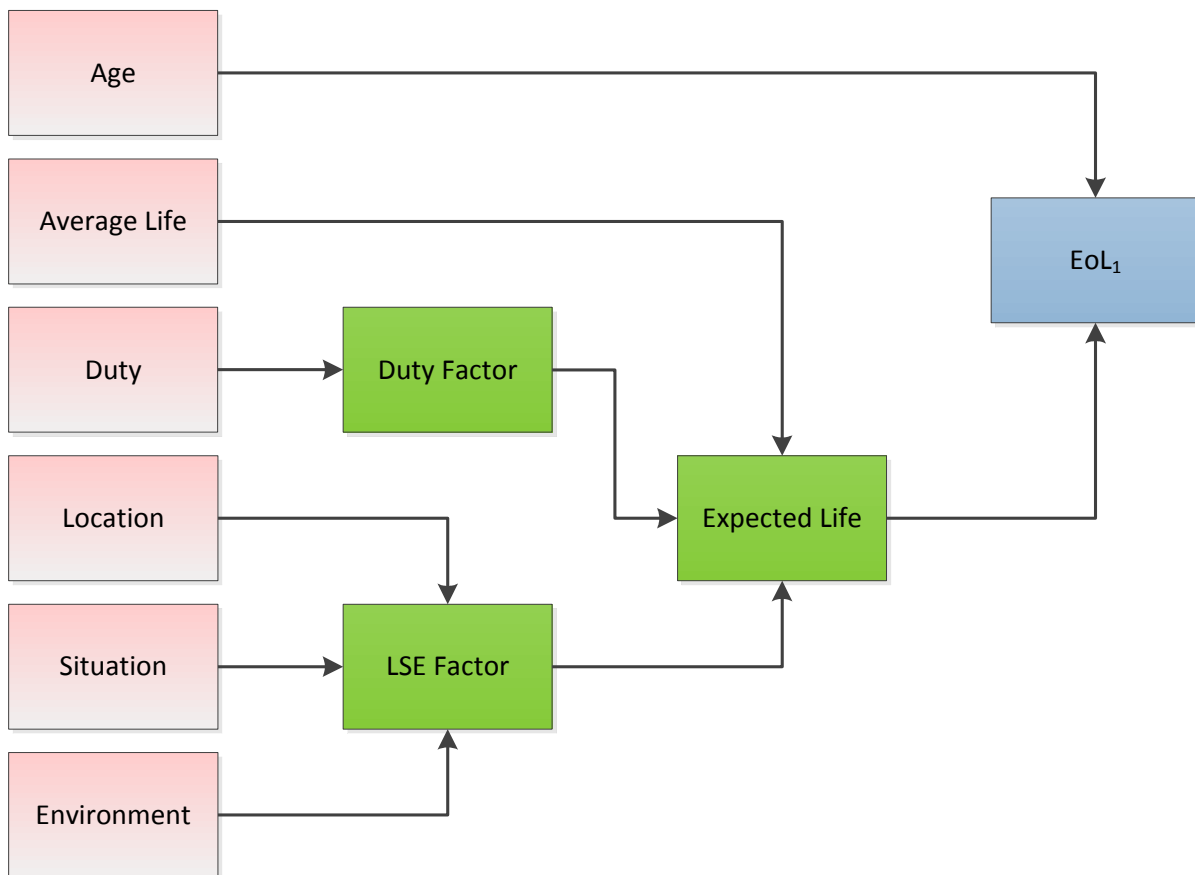 Age
Average Life
EoL₁
Duty
Duty Factor
Location
Expected Life
Situation
LSE Factor
Environment